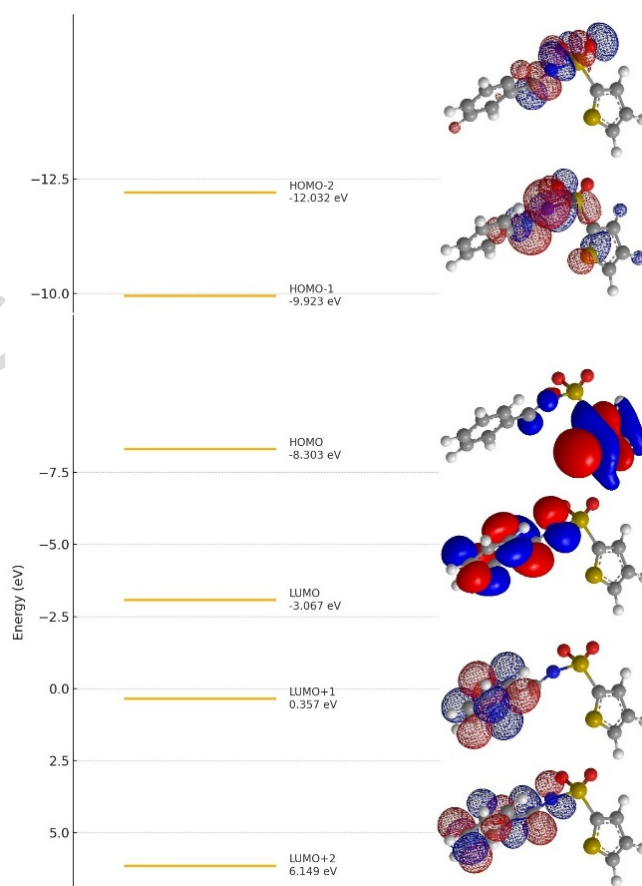 −12.5
HOMO-2
-12.032 eV
−10.0
HOMO-1
-9.923 eV
HOMO
-8.303 eV
−7.5
−5.0
LUMO
-3.067 eV
−2.5
Energy (eV)
0.0
LUMO+1
0.357 eV
2.5
5.0
LUMO+2
6.149 eV